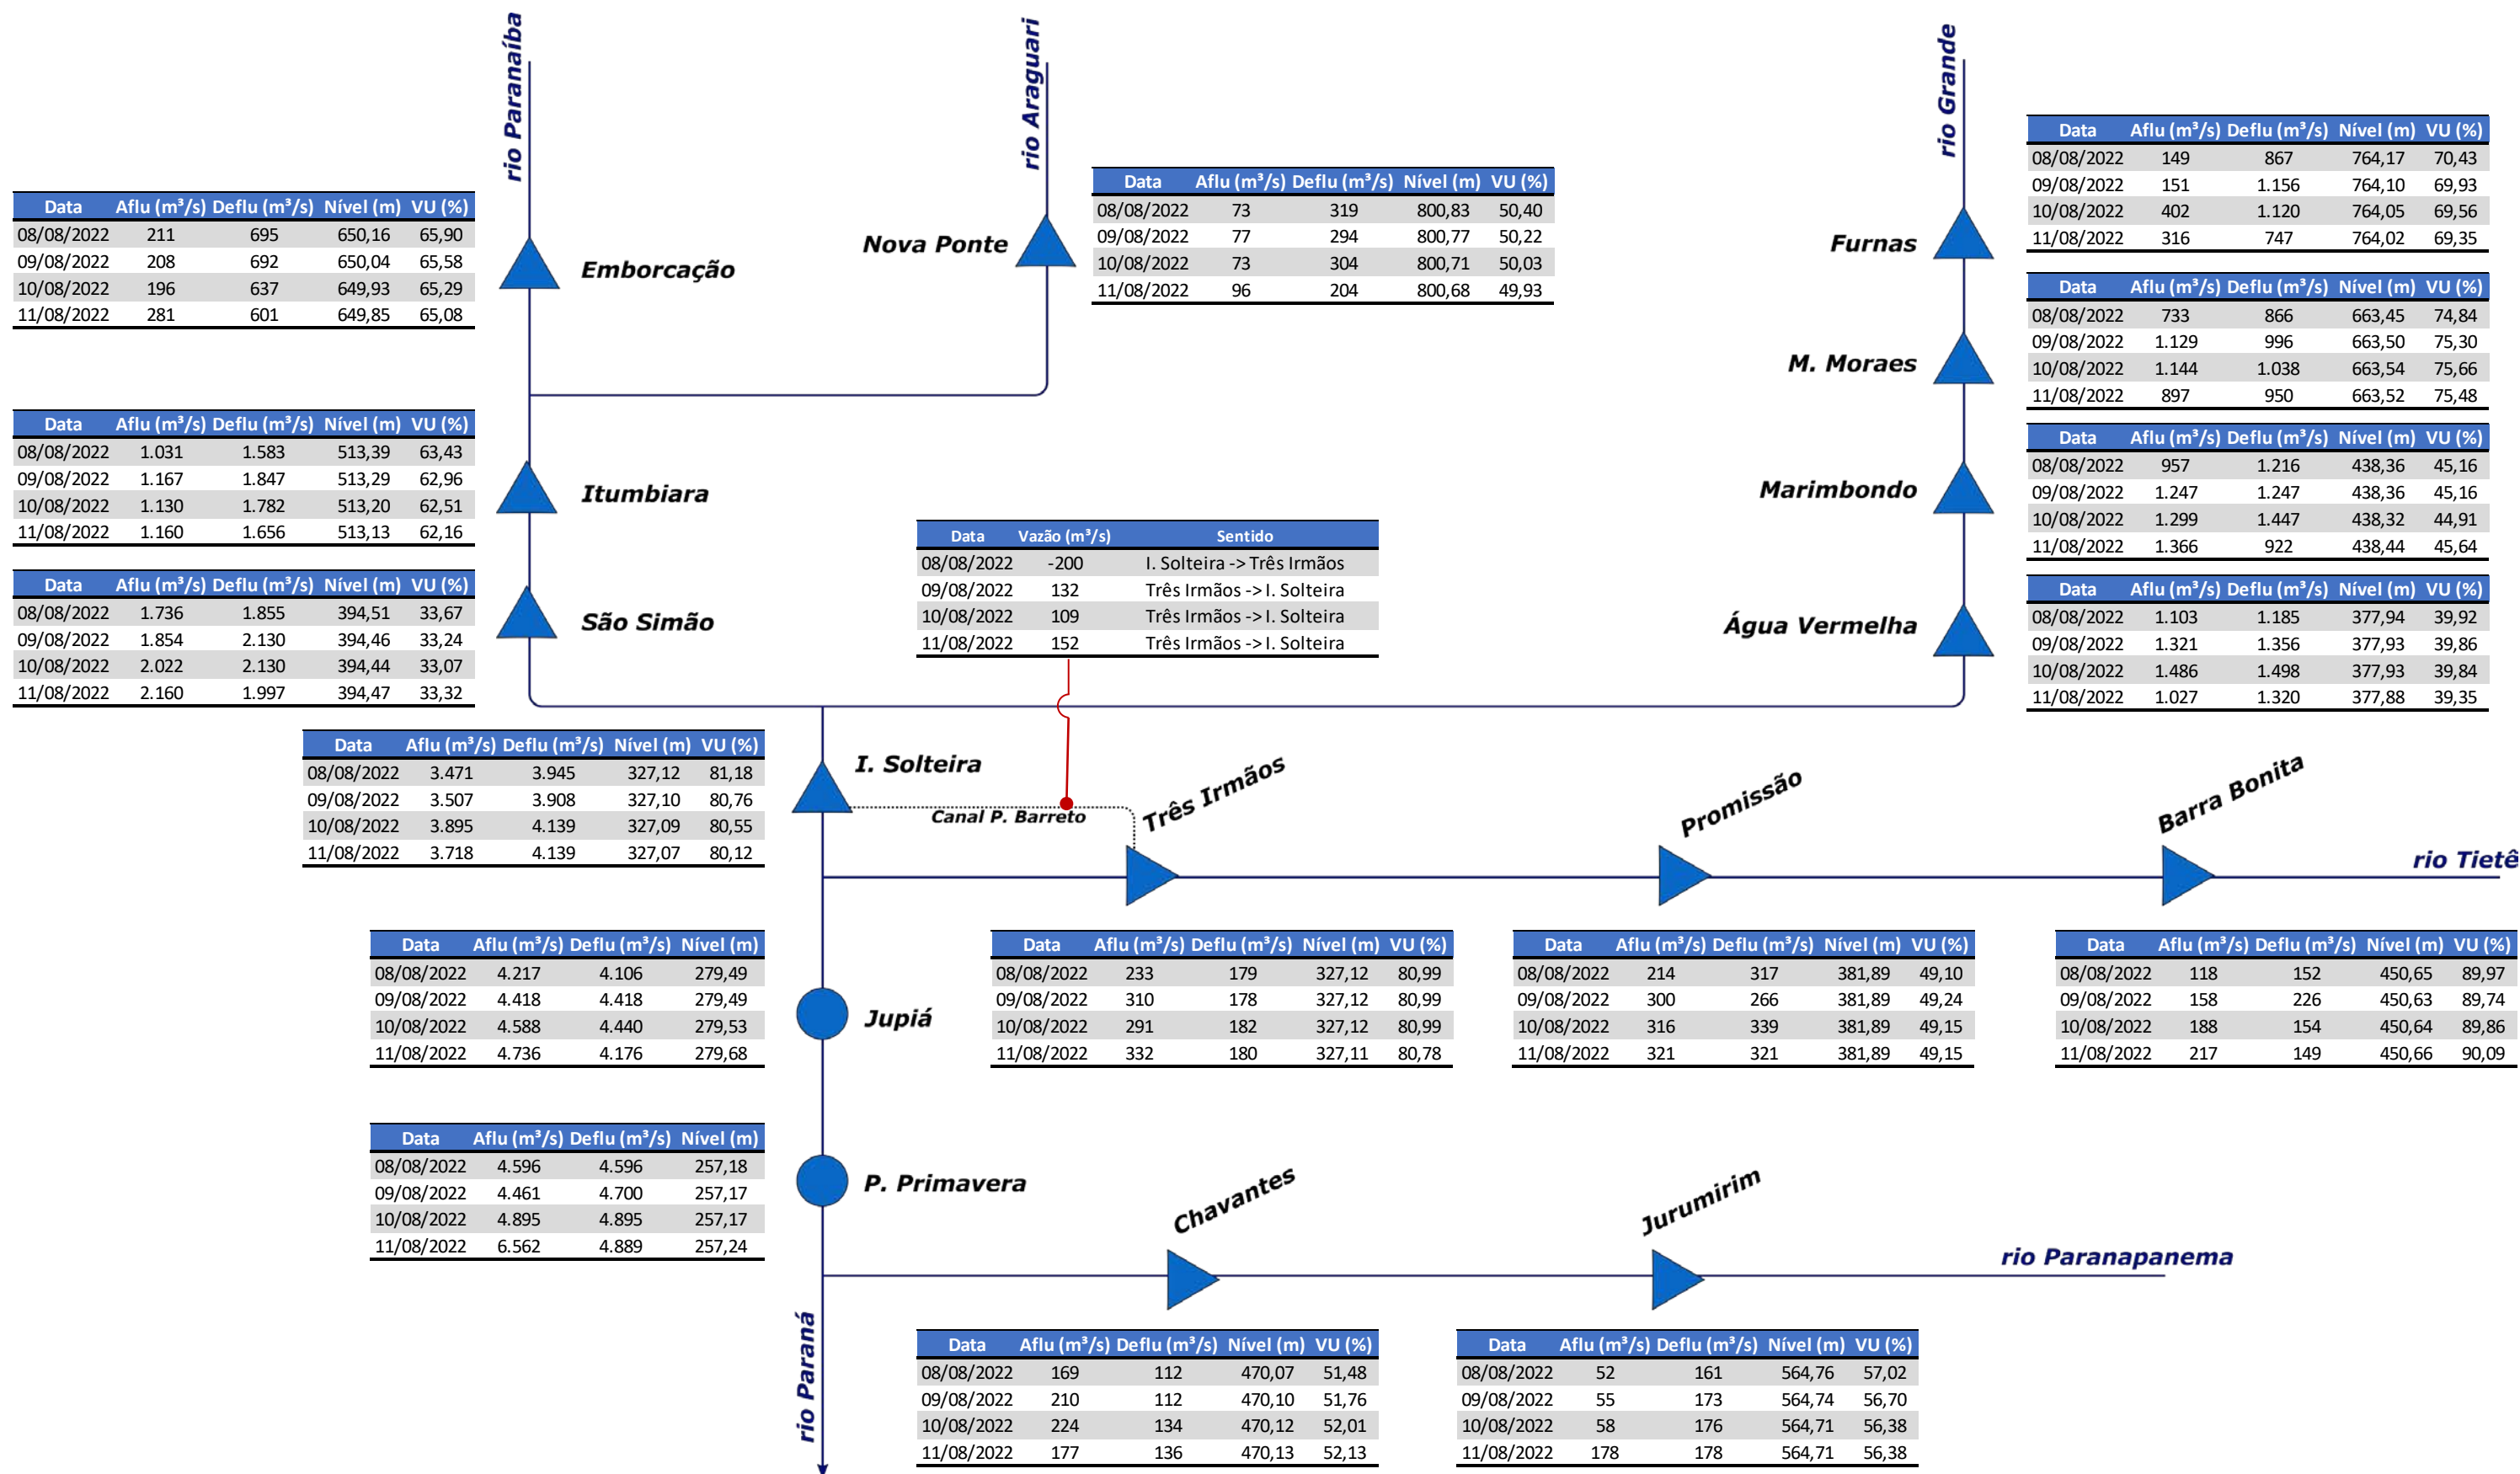 rio Paranaíba
rio Araguari
rio Grande
Data Aflu (m³/s) Deflu (m³/s) Nível (m) VU (%)
08/08/2022 149 867 764,17 70,43
09/08/2022 151 1.156 764,10 69,93
10/08/2022 402 1.120 764,05 69,56
11/08/2022 316 747 764,02 69,35
Furnas
Data Aflu (m³/s) Deflu (m³/s) Nível (m) VU (%)
08/08/2022 73 319 800,83 50,40
09/08/2022 77 294 800,77 50,22
10/08/2022 73 304 800,71 50,03
11/08/2022 96 204 800,68 49,93
Nova Ponte
Data Aflu (m³/s) Deflu (m³/s) Nível (m) VU (%)
08/08/2022 211 695 650,16 65,90
09/08/2022 208 692 650,04 65,58
10/08/2022 196 637 649,93 65,29
11/08/2022 281 601 649,85 65,08
Emborcação
Data Aflu (m³/s) Deflu (m³/s) Nível (m) VU (%)
08/08/2022 733 866 663,45 74,84
09/08/2022 1.129 996 663,50 75,30
10/08/2022 1.144 1.038 663,54 75,66
11/08/2022 897 950 663,52 75,48
M. Moraes
Data Aflu (m³/s) Deflu (m³/s) Nível (m) VU (%)
08/08/2022 1.031 1.583 513,39 63,43
09/08/2022 1.167 1.847 513,29 62,96
10/08/2022 1.130 1.782 513,20 62,51
11/08/2022 1.160 1.656 513,13 62,16
Itumbiara
Data Aflu (m³/s) Deflu (m³/s) Nível (m) VU (%)
08/08/2022 957 1.216 438,36 45,16
09/08/2022 1.247 1.247 438,36 45,16
10/08/2022 1.299 1.447 438,32 44,91
11/08/2022 1.366 922 438,44 45,64
Marimbondo
Data Vazão (m³/s) Sentido
08/08/2022 -200 I. Solteira -> Três Irmãos
09/08/2022 132 Três Irmãos -> I. Solteira
10/08/2022 109 Três Irmãos -> I. Solteira
11/08/2022 152 Três Irmãos -> I. Solteira
Data Aflu (m³/s) Deflu (m³/s) Nível (m) VU (%)
08/08/2022 1.736 1.855 394,51 33,67
09/08/2022 1.854 2.130 394,46 33,24
10/08/2022 2.022 2.130 394,44 33,07
11/08/2022 2.160 1.997 394,47 33,32
São Simão
Data Aflu (m³/s) Deflu (m³/s) Nível (m) VU (%)
08/08/2022 1.103 1.185 377,94 39,92
09/08/2022 1.321 1.356 377,93 39,86
10/08/2022 1.486 1.498 377,93 39,84
11/08/2022 1.027 1.320 377,88 39,35
Água Vermelha
Data Aflu (m³/s) Deflu (m³/s) Nível (m) VU (%)
08/08/2022 3.471 3.945 327,12 81,18
09/08/2022 3.507 3.908 327,10 80,76
10/08/2022 3.895 4.139 327,09 80,55
11/08/2022 3.718 4.139 327,07 80,12
I. Solteira
Canal P. Barreto
Três Irmãos
Promissão
Barra Bonita
rio Tietê
Data Aflu (m³/s) Deflu (m³/s) Nível (m)
08/08/2022 4.217 4.106 279,49
09/08/2022 4.418 4.418 279,49
10/08/2022 4.588 4.440 279,53
11/08/2022 4.736 4.176 279,68
Jupiá
Data Aflu (m³/s) Deflu (m³/s) Nível (m) VU (%)
08/08/2022 233 179 327,12 80,99
09/08/2022 310 178 327,12 80,99
10/08/2022 291 182 327,12 80,99
11/08/2022 332 180 327,11 80,78
Data Aflu (m³/s) Deflu (m³/s) Nível (m) VU (%)
08/08/2022 214 317 381,89 49,10
09/08/2022 300 266 381,89 49,24
10/08/2022 316 339 381,89 49,15
11/08/2022 321 321 381,89 49,15
Data Aflu (m³/s) Deflu (m³/s) Nível (m) VU (%)
08/08/2022 118 152 450,65 89,97
09/08/2022 158 226 450,63 89,74
10/08/2022 188 154 450,64 89,86
11/08/2022 217 149 450,66 90,09
Data Aflu (m³/s) Deflu (m³/s) Nível (m)
08/08/2022 4.596 4.596 257,18
09/08/2022 4.461 4.700 257,17
10/08/2022 4.895 4.895 257,17
11/08/2022 6.562 4.889 257,24
P. Primavera
Chavantes
Jurumirim
rio Paranapanema
rio Paraná
Data Aflu (m³/s) Deflu (m³/s) Nível (m) VU (%)
08/08/2022 169 112 470,07 51,48
09/08/2022 210 112 470,10 51,76
10/08/2022 224 134 470,12 52,01
11/08/2022 177 136 470,13 52,13
Data Aflu (m³/s) Deflu (m³/s) Nível (m) VU (%)
08/08/2022 52 161 564,76 57,02
09/08/2022 55 173 564,74 56,70
10/08/2022 58 176 564,71 56,38
11/08/2022 178 178 564,71 56,38